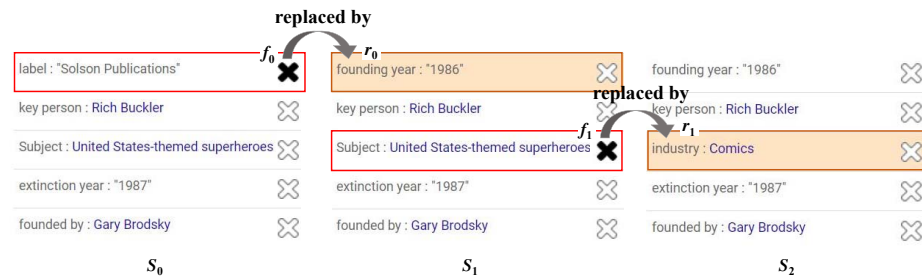 replaced by
f0
r0
label : "Solson Publications"
key person : Rich Buckler
Subject : United States-themed superheroes
extinction year : "1987"
founded by : Gary Brodsky
S0
founding year : "1986"
key person : Rich Buckler
replaced by
f1
r1
Subject : United States-themed superheroes
extinction year : "1987"
founded by : Gary Brodsky
S1
founding year : "1986"
key person : Rich Buckler
industry : Comics
extinction year : "1987"
founded by : Gary Brodsky
S2